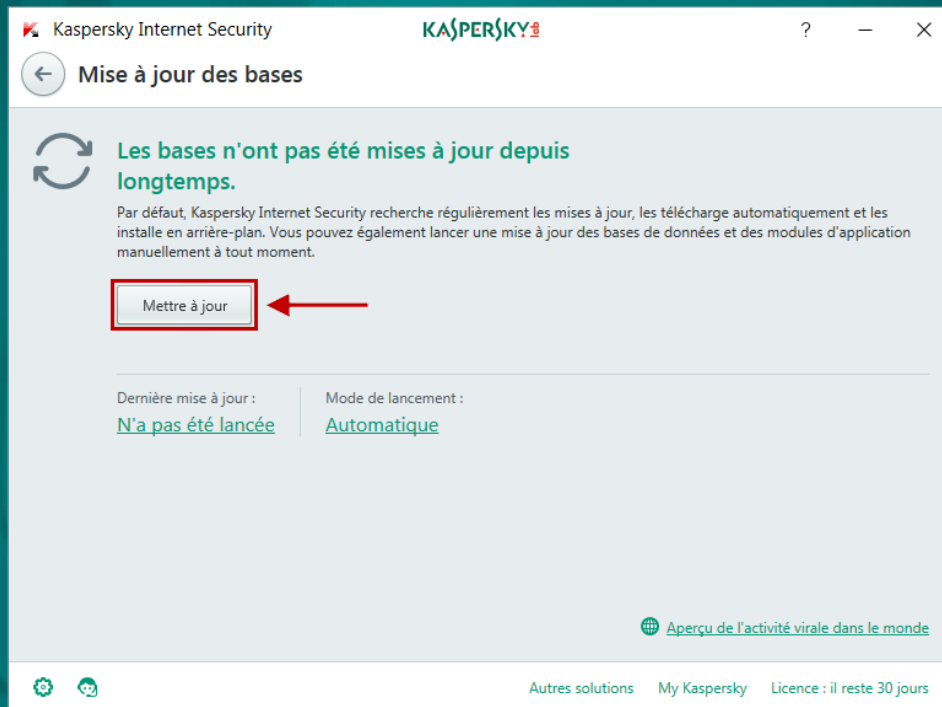 Kaspersky Internet Security
KASPERSKY lab
?
Mise à jour des bases
Les bases n'ont pas été mises à jour depuis
longtemps.
Par défaut, Kaspersky Internet Security recherche régulièrement les mises à jour, les télécharge automatiquement et les
installe en arrière-plan. Vous pouvez également lancer une mise à jour des bases de données et des modules d'application
manuellement à tout moment.
Mettre à jour
Dernière mise à jour :
N'a pas été lancée
Mode de lancement :
Automatique
Aperçu de l'activité virale dans le monde
Autres solutions
My Kaspersky
Licence : il reste 30 jours